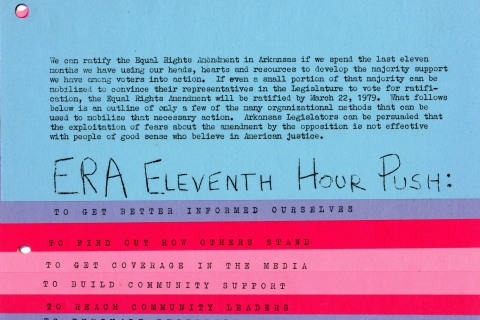 We can ratify the Equal Rights Amendment in Arkansas if we spend the last eleven
months we have using our heads, hearts and resources to develop the majority support
we have among voters into action.  If even a small portion of that majority can be
mobilized to convince their representatives in the Legislature to vote for ratifi-
cation, the Equal Rights Amendment will be ratified by March 22, 1979.  What follows
below is an outline of only a few of the many organizational methods that can be
used to mobilize that necessary action.  Arkansas Legislators can be persuaded that
the exploitation of fears about the amendment by the opposition is not effective
with people of good sense who believe in American justice.
ERA ELEVENTH HOUR PUSH:
TO GET BETTER INFORMED OURSELVES
TO FIND OUT HOW OTHERS STAND
TO GET COVERAGE IN THE MEDIA
TO BUILD COMMUNITY SUPPORT
TO REACH COMMUNITY LEADERS